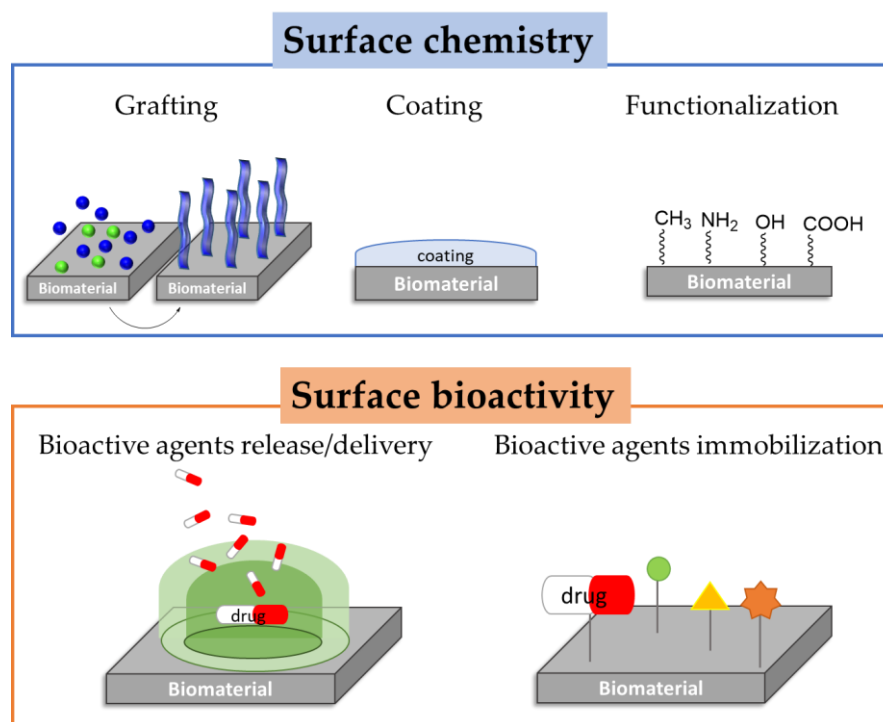 Surface chemistry
Grafting
Coating
Functionalization
Biomaterial
Biomaterial
coating
Biomaterial
CH3 NH2 OH COOH
Biomaterial
Surface bioactivity
Bioactive agents release/delivery
Bioactive agents immobilization
drug
Biomaterial
drug
Biomaterial